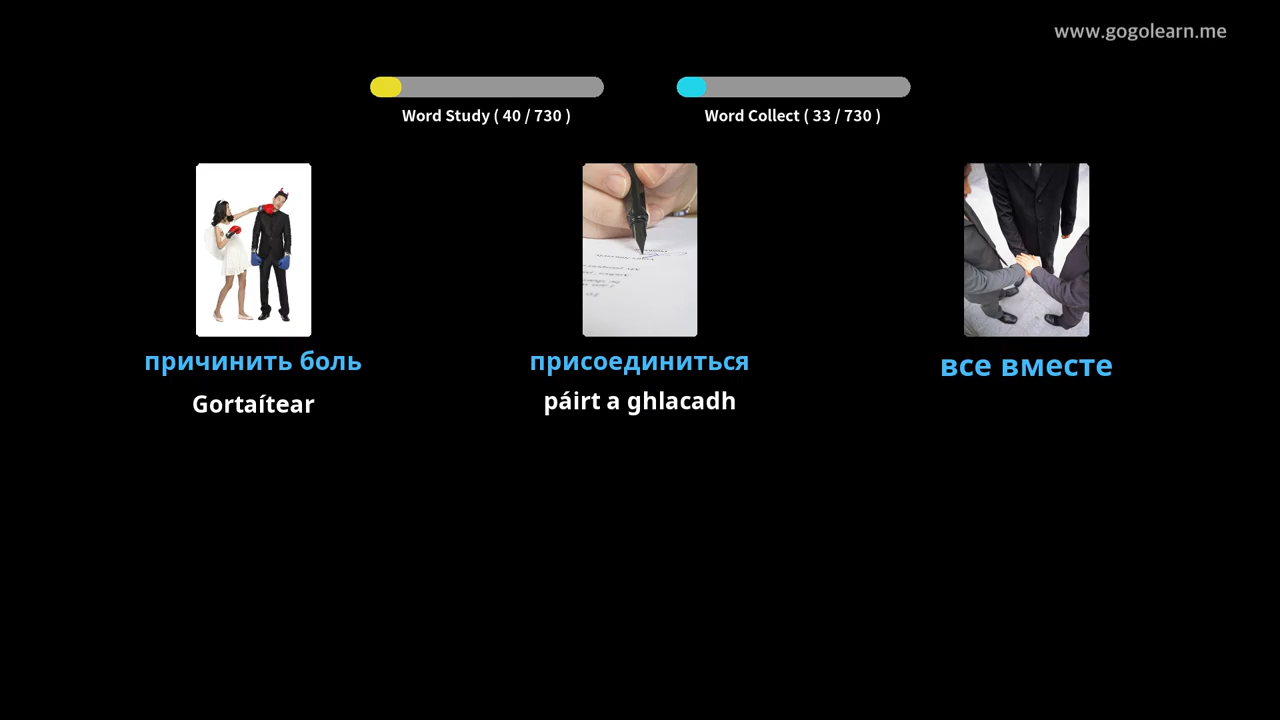 www.gogolearn.me
Word Study ( 40 / 730 )
Word Collect ( 33 / 730 )
причинить боль
Gortaítear
присоединиться
páirt a ghlacadh
все вместе